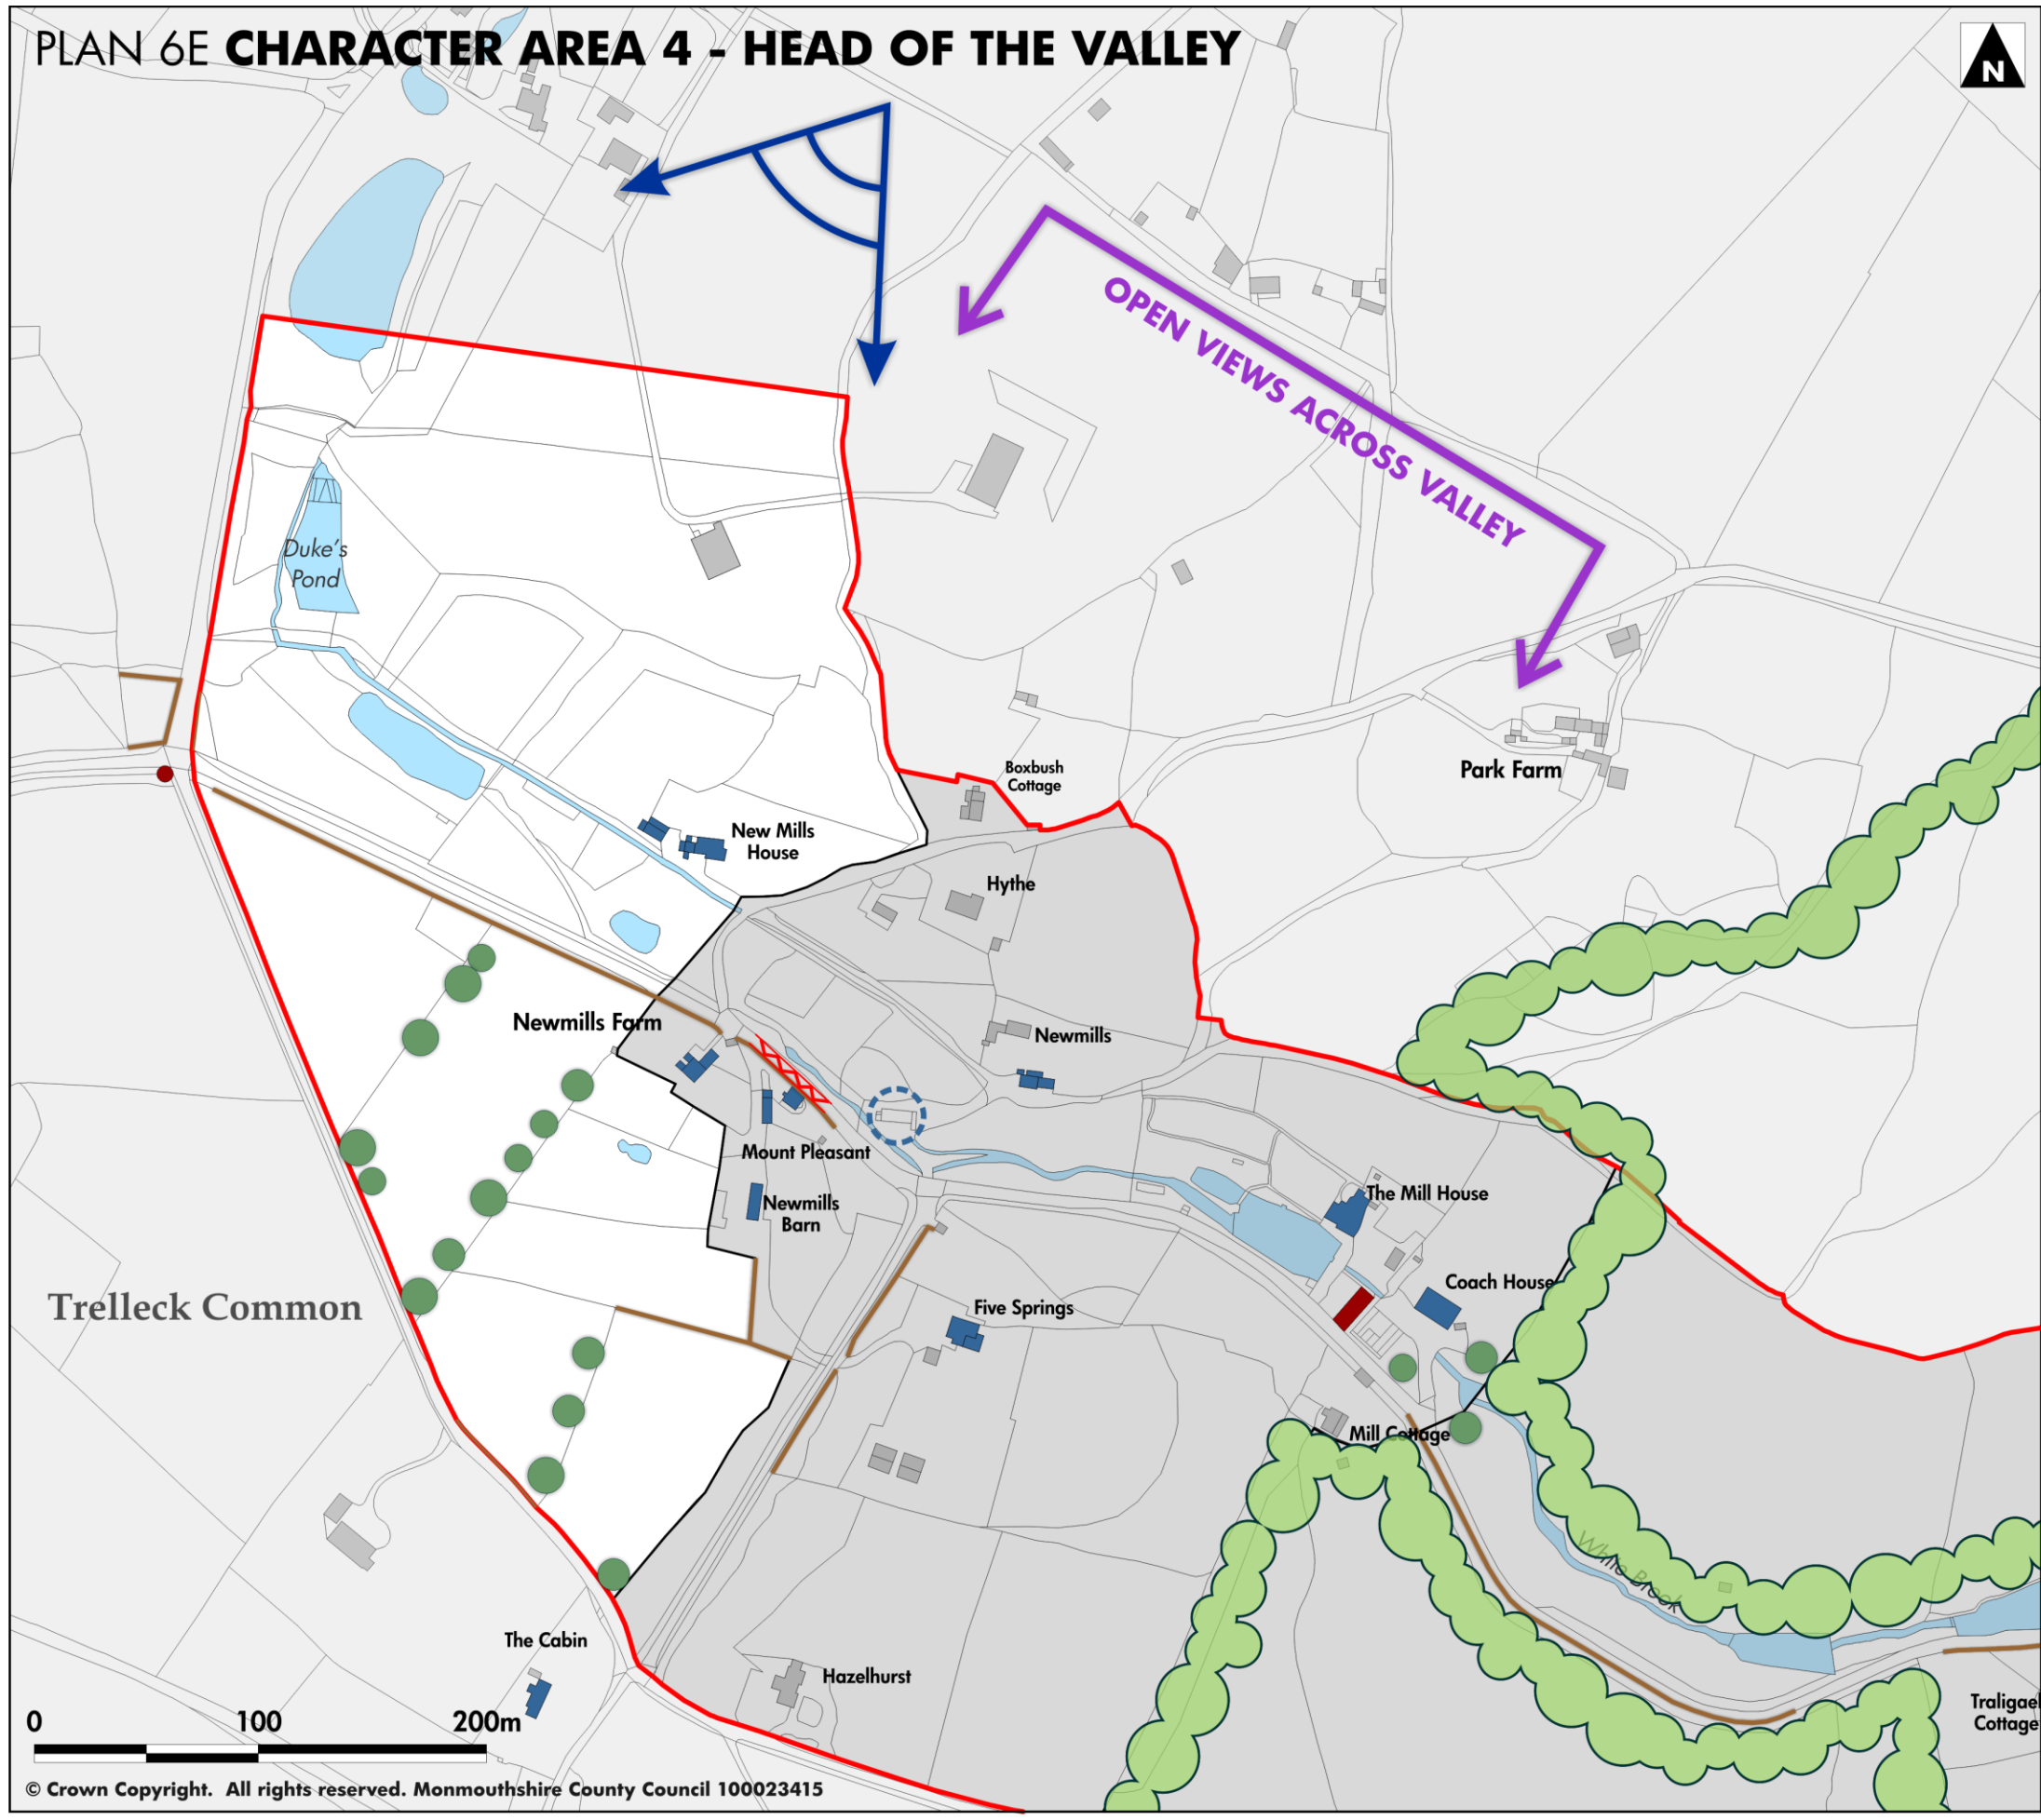 PLAN 6E CHARACTER AREA 4 - HEAD OF THE VALLEY
N
OPEN VIEWS ACROSS VALLEY
Duke's
Pond
Boxbush
Cottage
Park Farm
New Mills
House
Hythe
Newmills Farm
Newmills
Mount Pleasant
The Mill House
Newmills
Barn
Coach House
Trelleck Common
Five Springs
Mill Cottage
White Brook
The Cabin
Hazelhurst
Traligael
Cottage
0 100 200m
© Crown Copyright. All rights reserved. Monmouthshire County Council 100023415